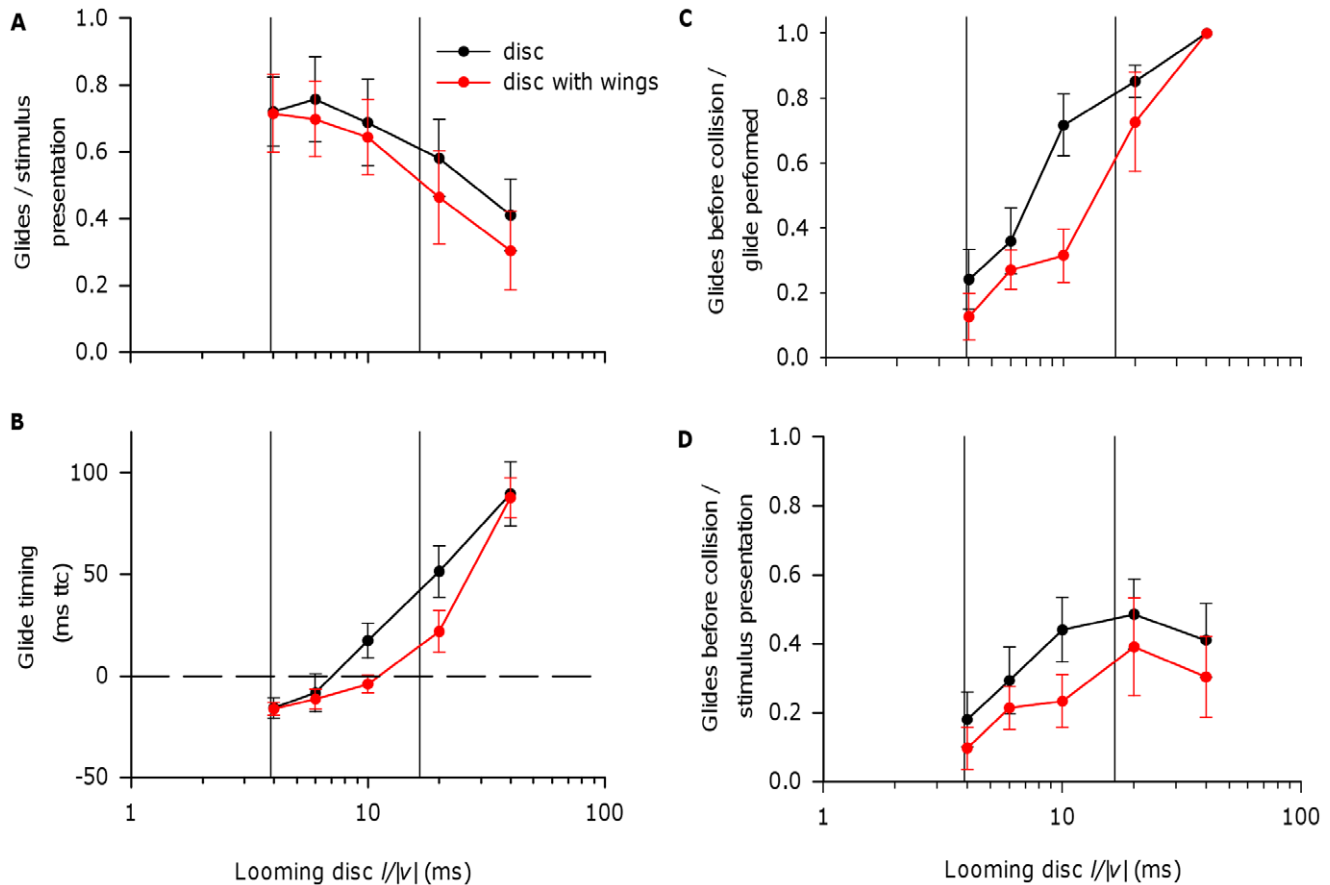 A
1.0
0.8
0.6
0.4
0.2
0.0
Glides / stimulus
presentation
disc
disc with wings
B
100
50
0
-50
Glide timing
(ms ttc)
1
10
100
Looming disc l/|v| (ms)
C
1.0
0.8
0.6
0.4
0.2
0.0
Glides before collision /
glide performed
D
1.0
0.8
0.6
0.4
0.2
0.0
Glides before collision /
stimulus presentation
1
10
100
Looming disc l/|v| (ms)